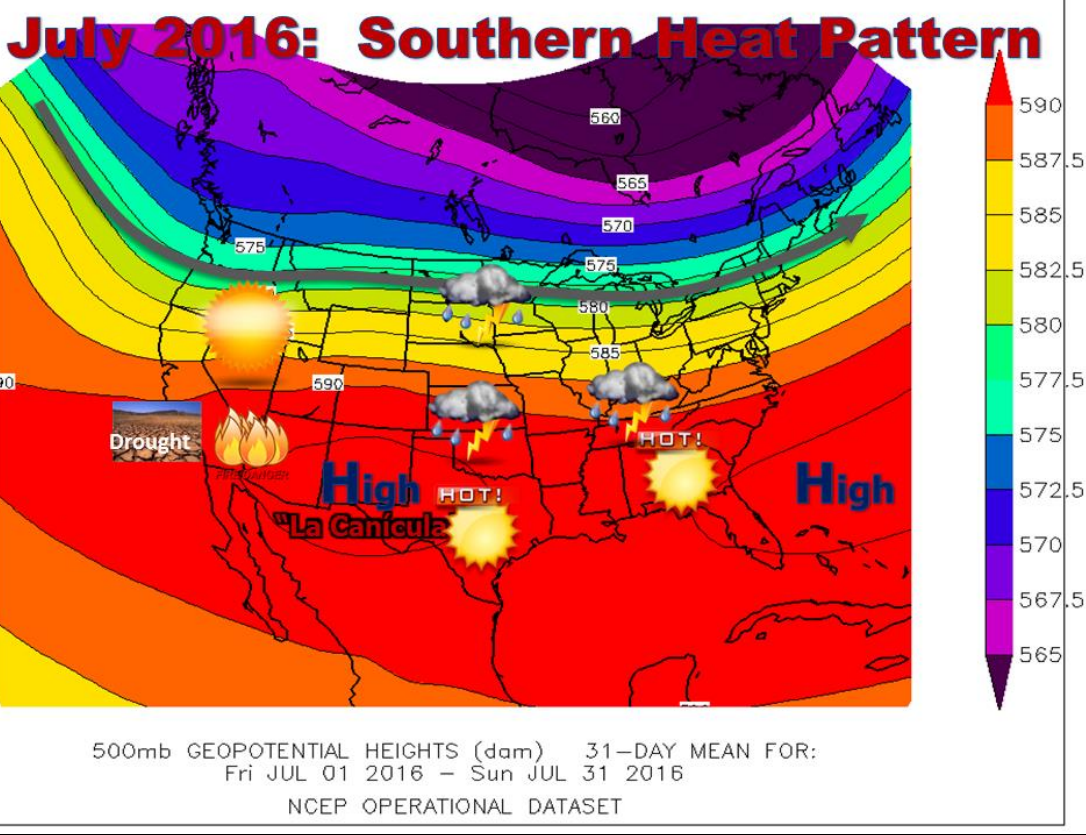 July 2016: Southern Heat Pattern
560
565
570
575
575
580
585
590
Drought
FIRE DANGER
High
HOT!
"La Canícula
HOT!
High
590
587.5
585
582.5
580
577.5
575
572.5
570
567.5
565
500mb GEOPOTENTIAL HEIGHTS (dam) 31-DAY MEAN FOR:
Fri JUL 01 2016 - Sun JUL 31 2016
NCEP OPERATIONAL DATASET